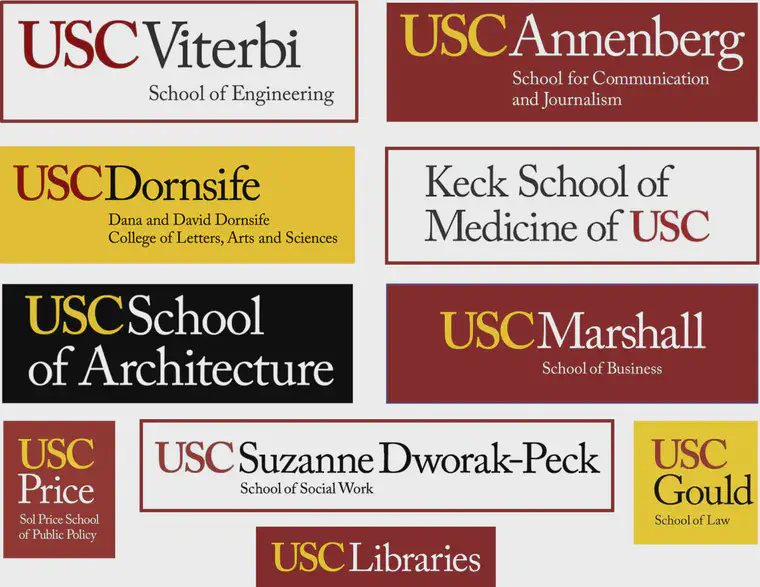 USC Viterbi
School of Engineering
USC Annenberg
School for Communication
and Journalism
USC Dornsife
Dana and David Dornsife
College of Letters, Arts and Sciences
Keck School of
Medicine of USC
USC School
of Architecture
USC Marshall
School of Business
USC
Price
Sol Price School
of Public Policy
USC Suzanne Dworak-Peck
School of Social Work
USC
Gould
School of Law
USC Libraries